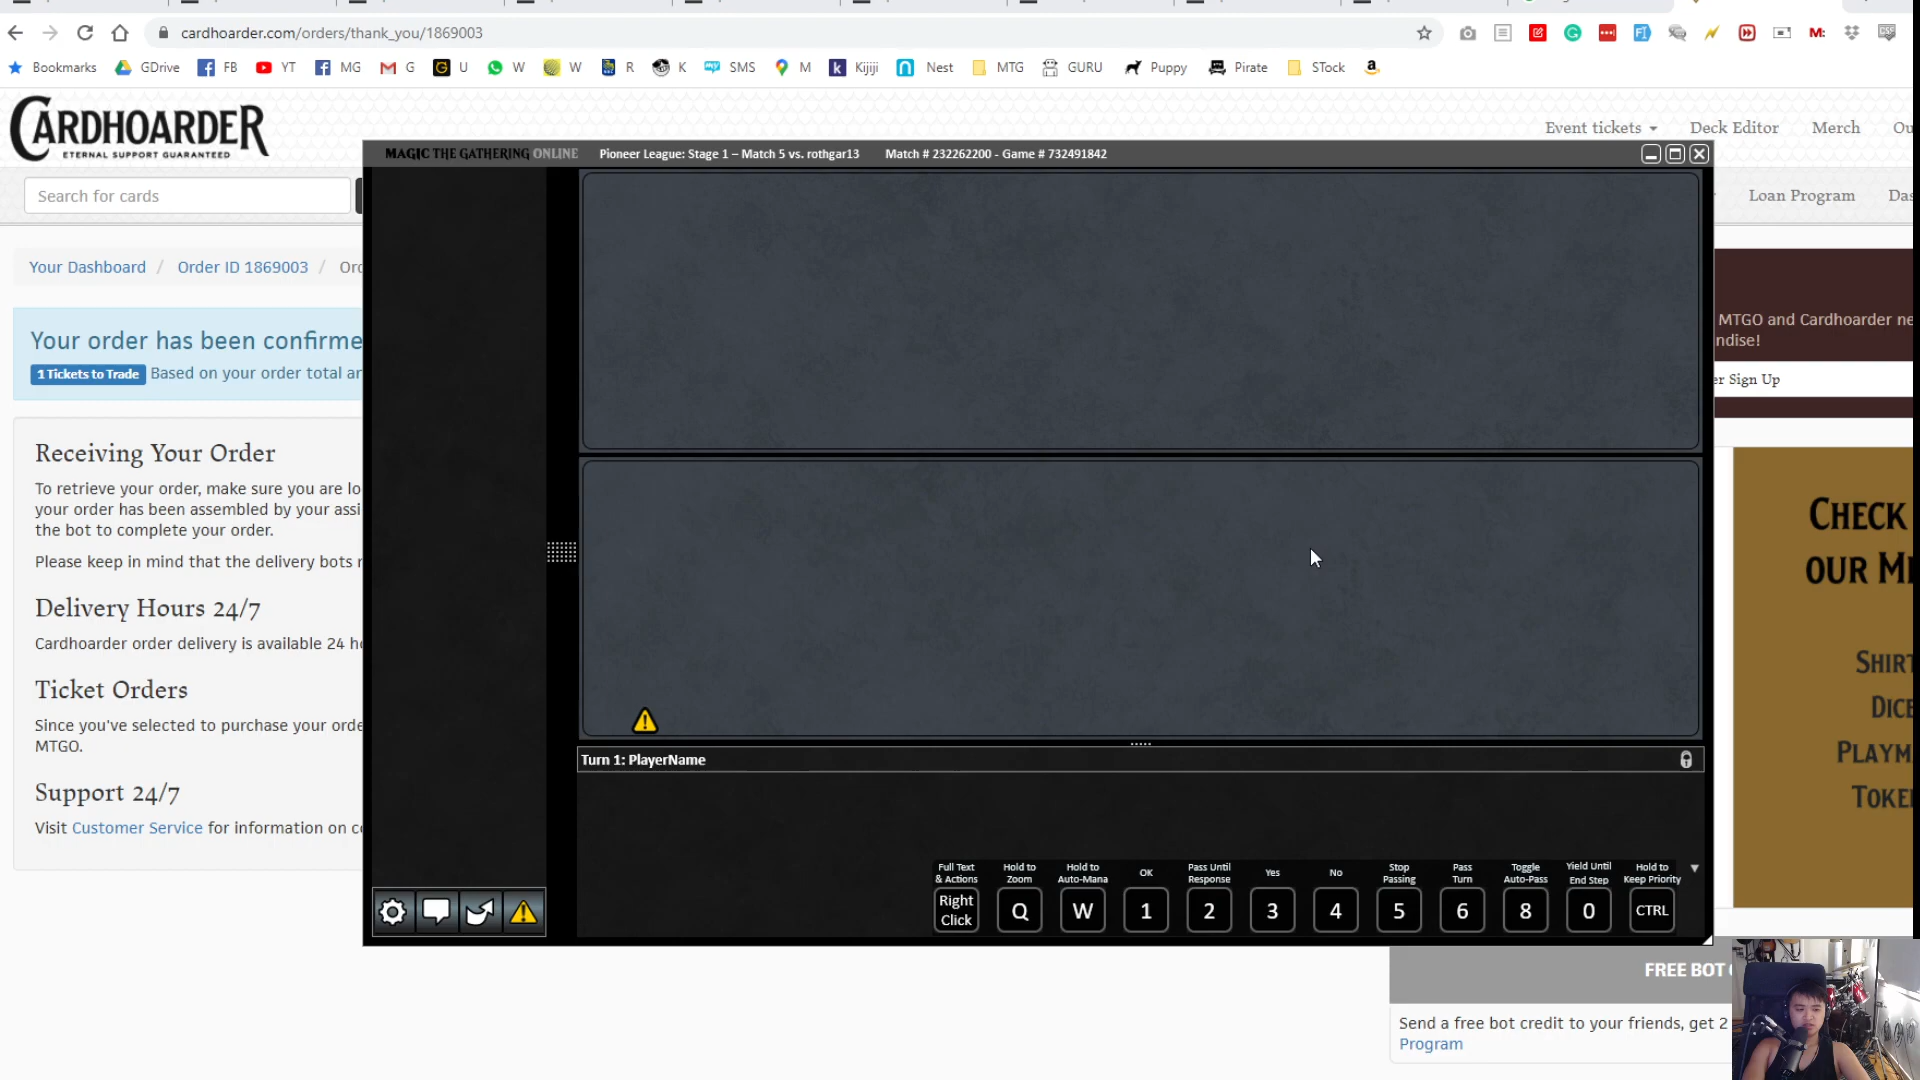 cardhoarder.com/orders/thank_you/1869003
Bookmarks GDrive FB YT MG G U W W R K SMS M Kijiji Nest MTG GURU Puppy Pirate STock
CARDHOARDER
ETERNAL SUPPORT GUARANTEED
Event tickets Deck Editor Merch Ou
Search for cards
Loan Program Das
MAGIC THE GATHERING ONLINE Pioneer League: Stage 1 – Match 5 vs. rothgar13 Match # 232262200 - Game # 732491842
Your Dashboard / Order ID 1869003 / Ord
Your order has been confirme
1 Tickets to Trade Based on your order total an
Receiving Your Order
To retrieve your order, make sure you are lo
your order has been assembled by your assi
the bot to complete your order.
Please keep in mind that the delivery bots r
Delivery Hours 24/7
Cardhoarder order delivery is available 24 ho
Ticket Orders
Since you've selected to purchase your orde
MTGO.
Support 24/7
Visit Customer Service for information on co
MTGO and Cardhoarder ne
ndise!
er Sign Up
CHECK
OUR ME
SHIRT
DICE
PLAYM
TOKE
Turn 1: PlayerName
Full Text & Actions Right Click
Hold to Zoom Q
Hold to Auto-Mana W
OK 1
Pass Until Response 2
Yes 3
No 4
Stop Passing 5
Pass Turn 6
Toggle Auto-Pass 8
Yield Until End Step 0
Hold to Keep Priority CTRL
FREE BOT
Send a free bot credit to your friends, get 2
Program